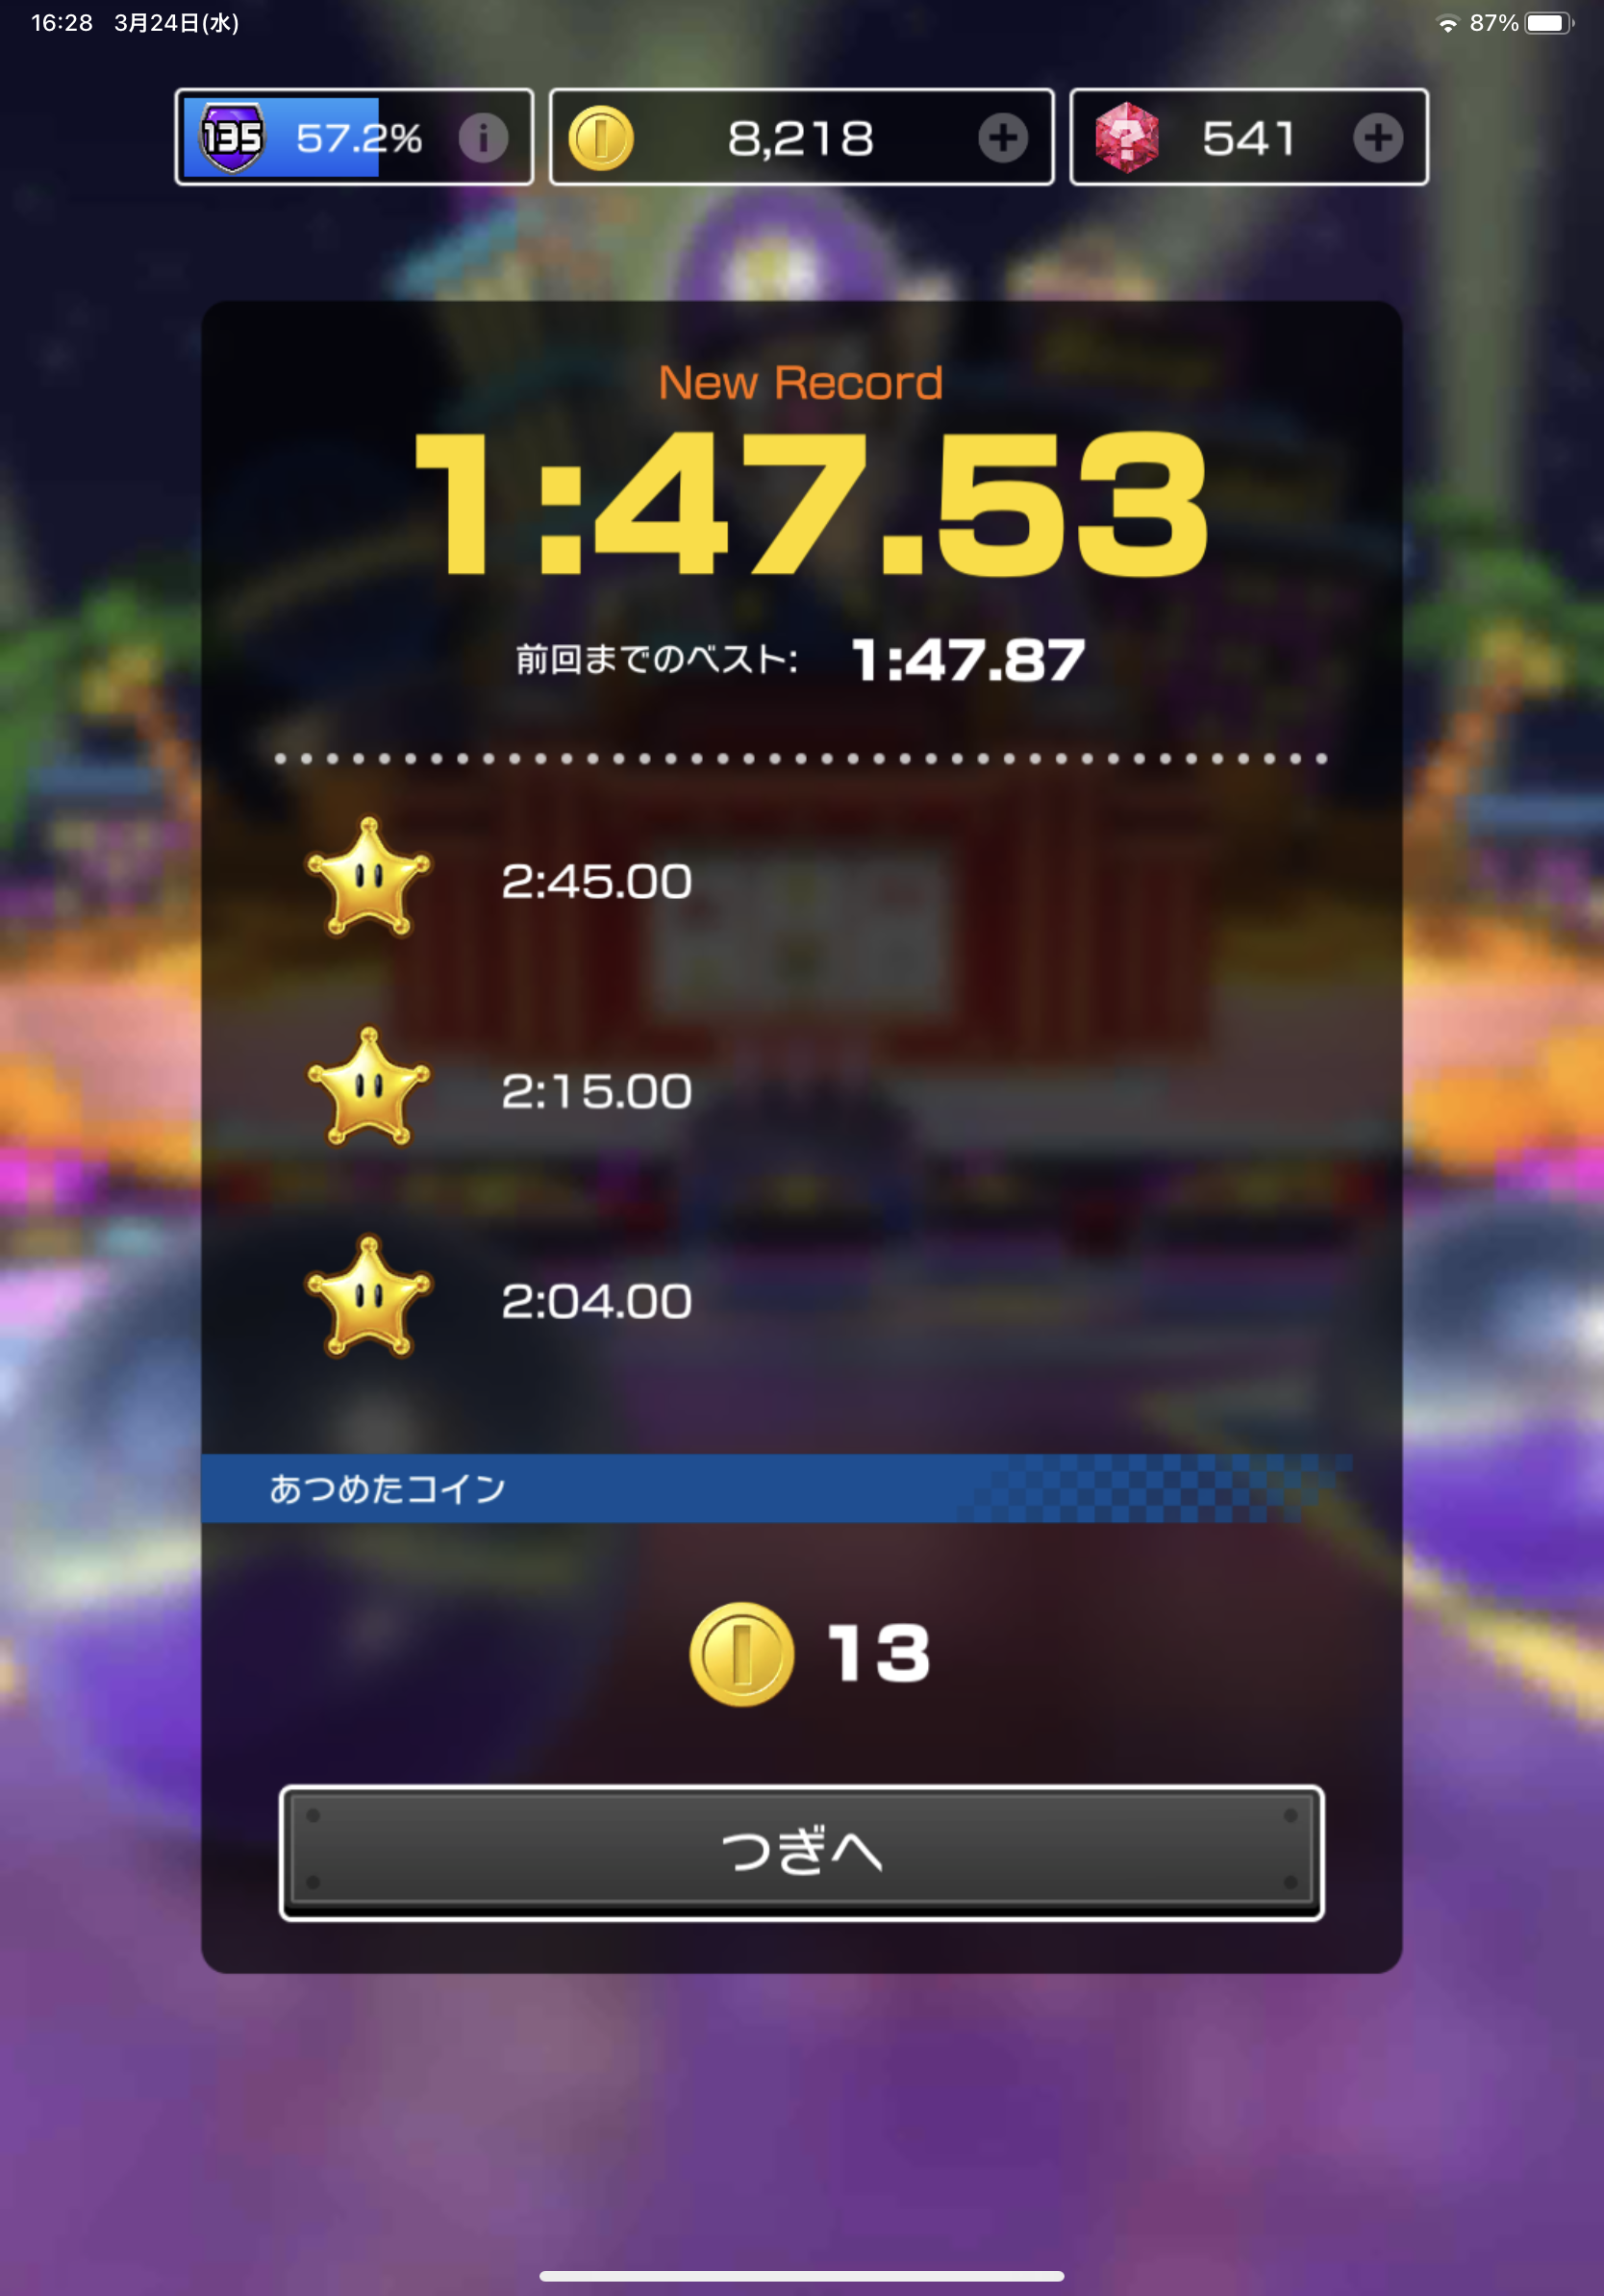 16:28 3月24日(水) 87%
135 57.2% i 8,218 + ? 541 +
New Record
1:47.53
前回までのベスト: 1:47.87
2:45.00
2:15.00
2:04.00
あつめたコイン
13
つぎへ